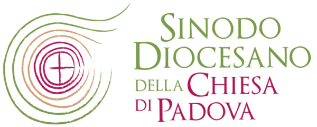 SINODO
DIOCESANO
DELLA CHIESA
DI PADOVA